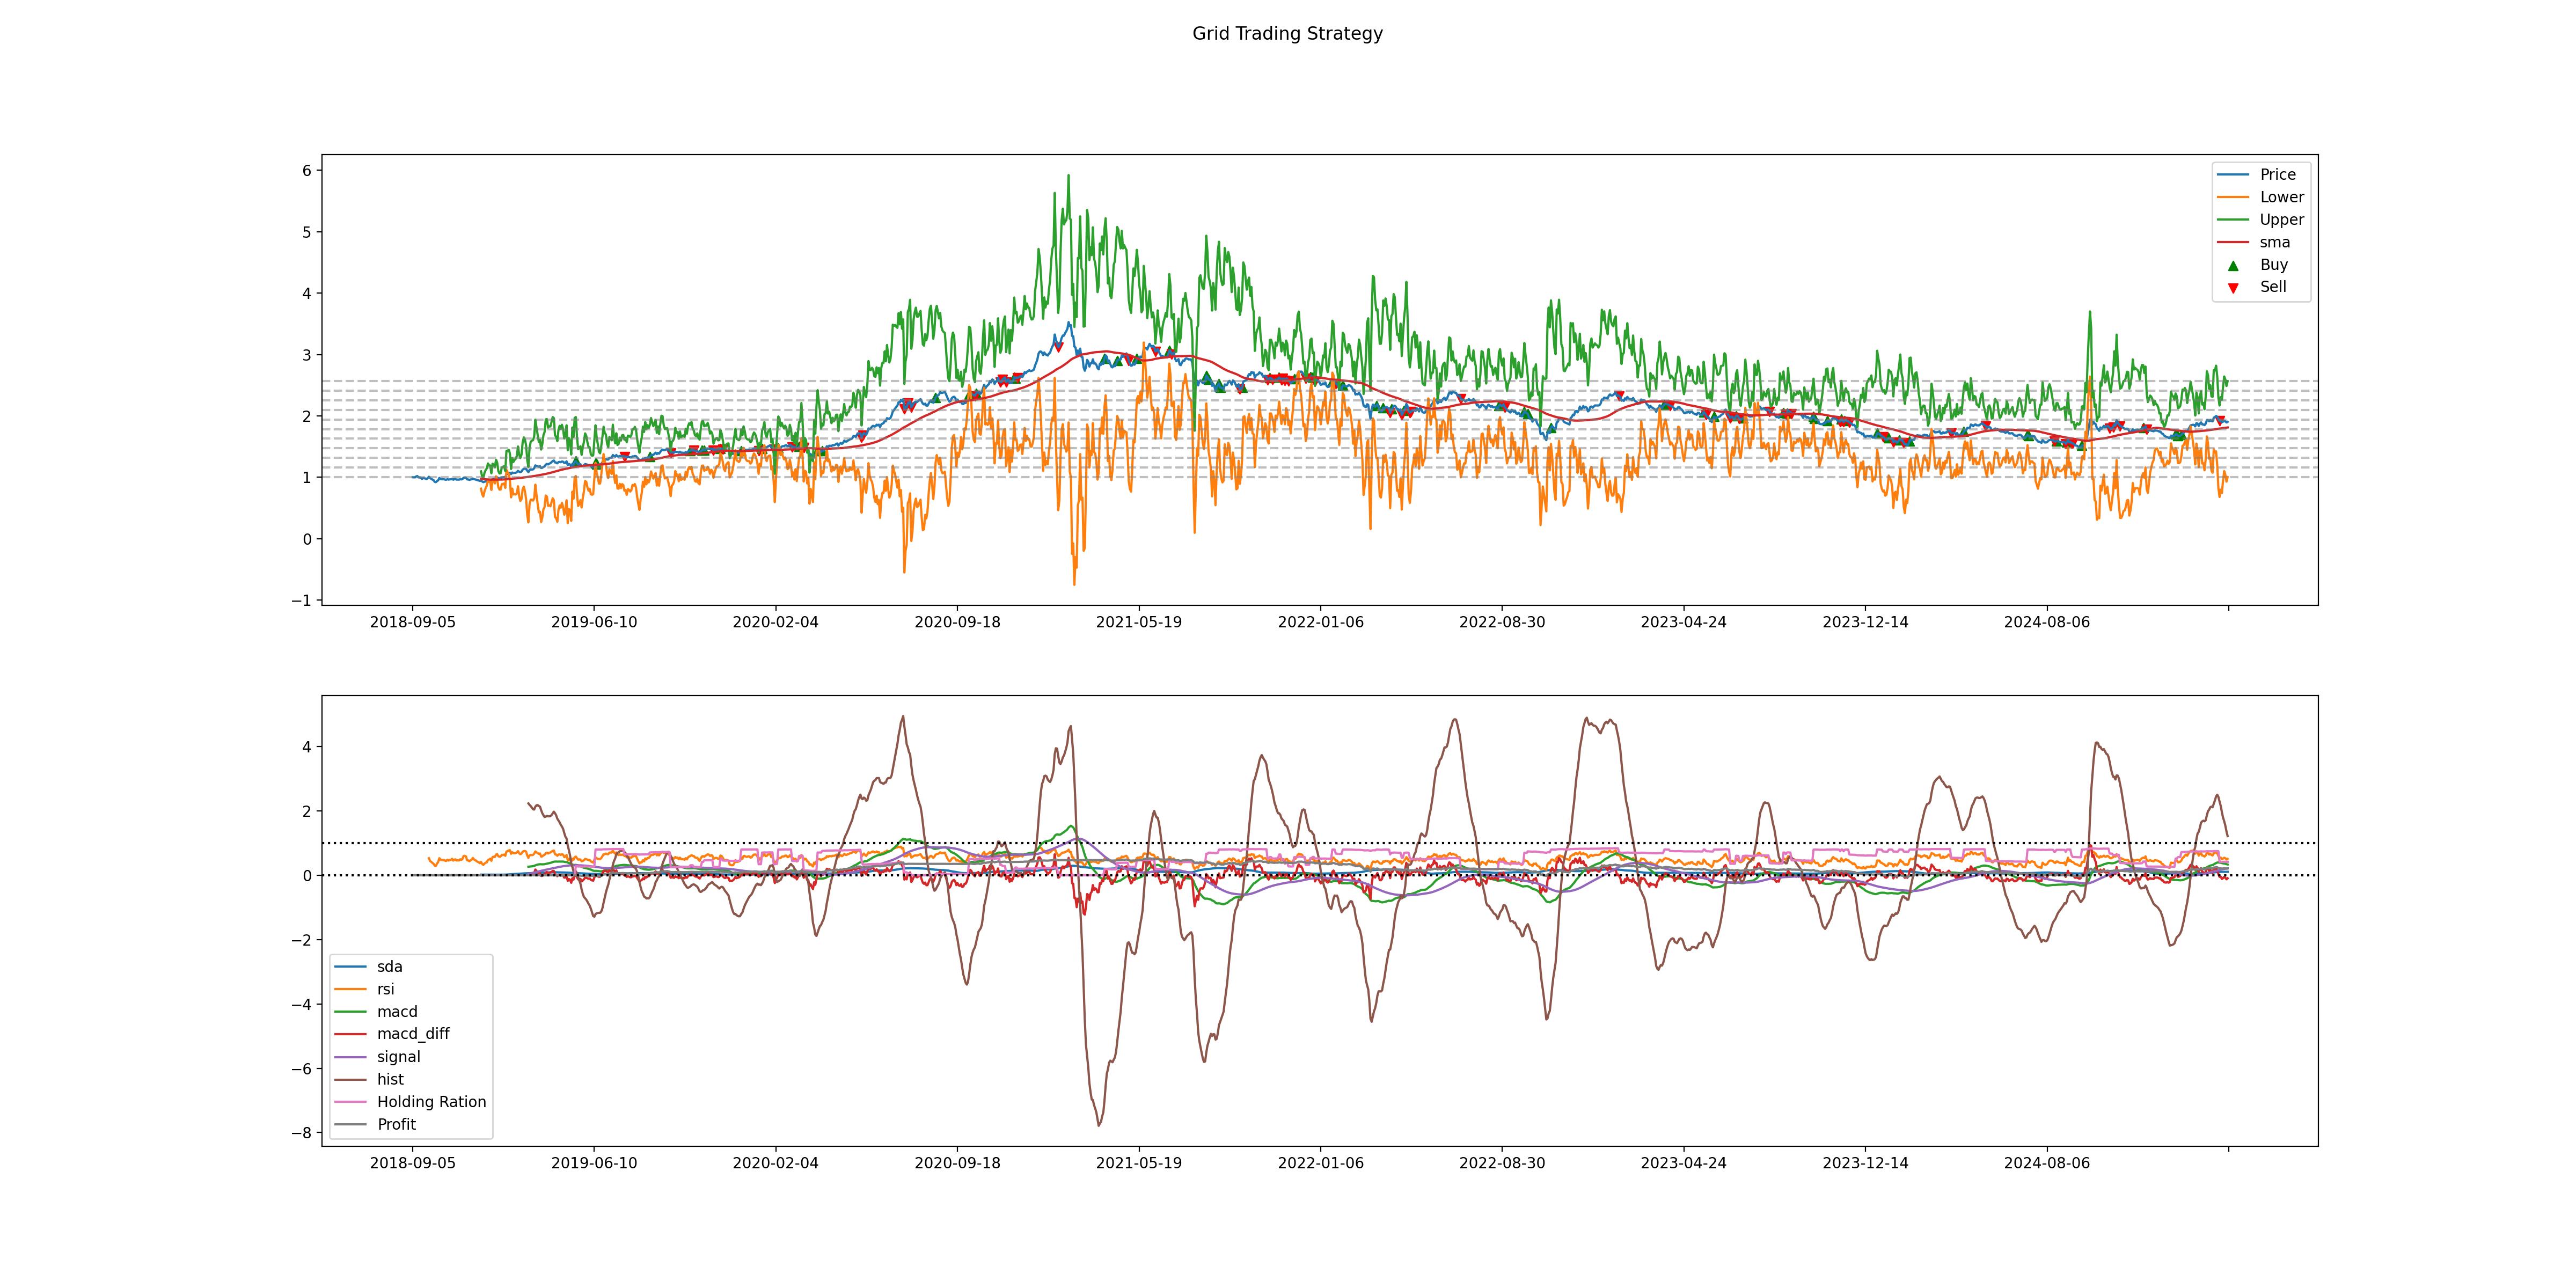 Grid Trading Strategy
6
5
4
3
2
1
0
−1
Price
Lower
Upper
sma
Buy
Sell
2018-09-05 2019-06-10 2020-02-04 2020-09-18 2021-05-19 2022-01-06 2022-08-30 2023-04-24 2023-12-14 2024-08-06
4
2
0
−2
−4
−6
−8
sda
rsi
macd
macd_diff
signal
hist
Holding Ration
Profit
2018-09-05 2019-06-10 2020-02-04 2020-09-18 2021-05-19 2022-01-06 2022-08-30 2023-04-24 2023-12-14 2024-08-06